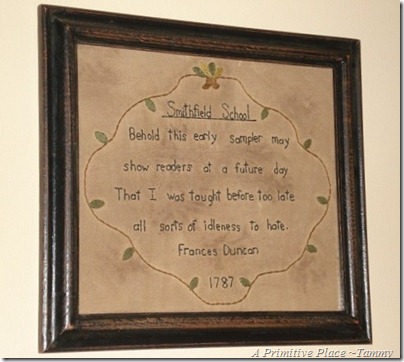 Smithfield School
Behold this early sampler may
show readers at a future day
That I was taught before too late
all sorts of idleness to hate.
Frances Duncan
1787
A Primitive Place ~Tammy